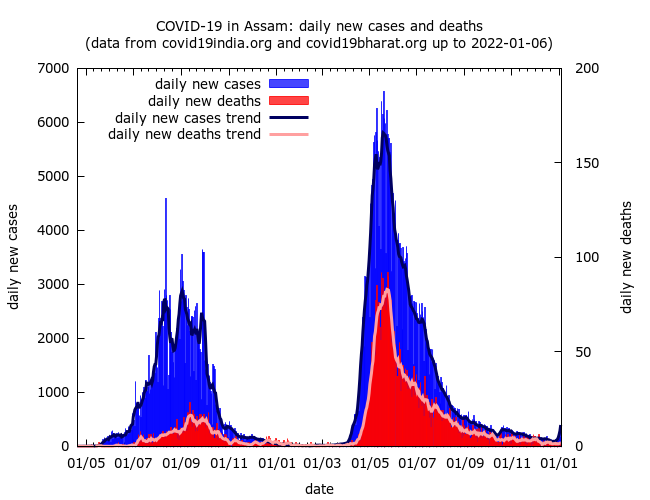 COVID-19 in Assam: daily new cases and deaths
(data from covid19india.org and covid19bharat.org up to 2022-01-06)
daily new cases
daily new deaths
daily new cases trend
daily new deaths trend
7000
6000
5000
4000
3000
2000
1000
0
daily new cases
200
150
100
50
0
daily new deaths
01/05 01/07 01/09 01/11 01/01 01/03 01/05 01/07 01/09 01/11 01/01
date